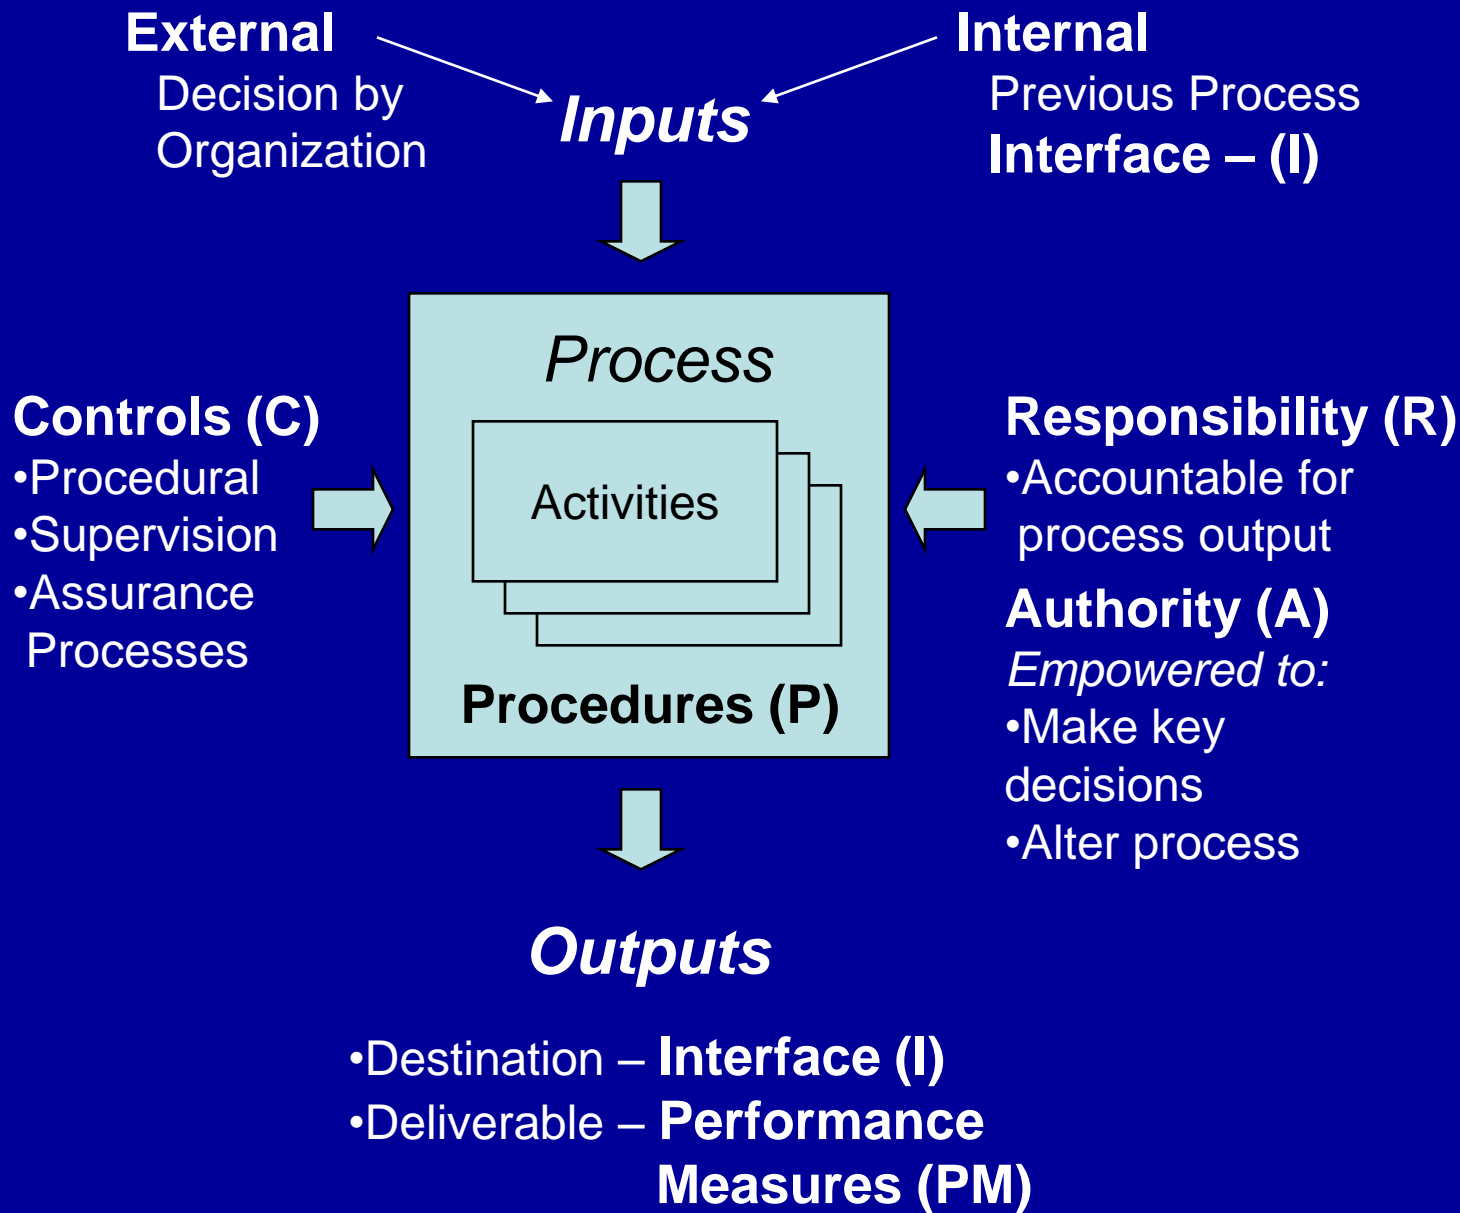 External
Decision by
Organization
Inputs
Internal
Previous Process
Interface – (I)
Process
Activities
Procedures (P)
Controls (C)
•Procedural
•Supervision
•Assurance
Processes
Responsibility (R)
•Accountable for
process output
Authority (A)
Empowered to:
•Make key
decisions
•Alter process
Outputs
•Destination – Interface (I)
•Deliverable – Performance
Measures (PM)